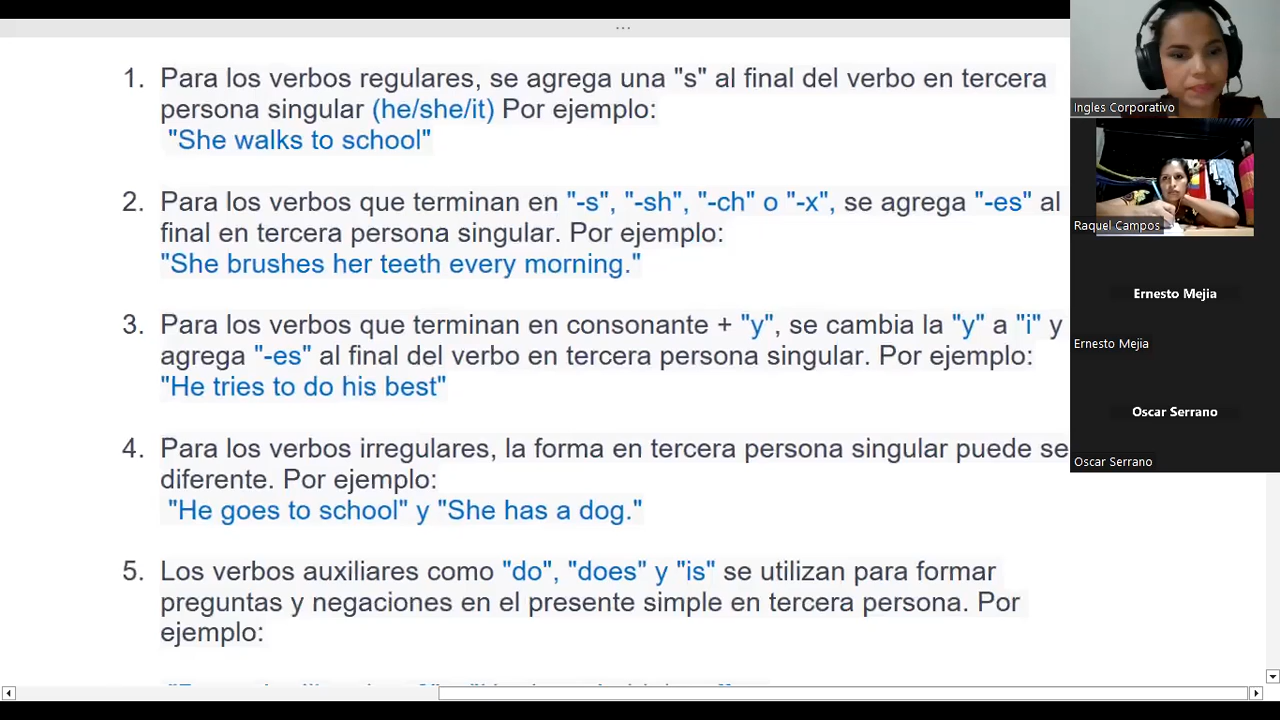 1. Para los verbos regulares, se agrega una "s" al final del verbo en tercera
persona singular (he/she/it) Por ejemplo:
"She walks to school"
2. Para los verbos que terminan en "-s", "-sh", "-ch" o "-x", se agrega "-es" al
final en tercera persona singular. Por ejemplo:
"She brushes her teeth every morning."
3. Para los verbos que terminan en consonante + "y", se cambia la "y" a "i" y
agrega "-es" al final del verbo en tercera persona singular. Por ejemplo:
"He tries to do his best"
4. Para los verbos irregulares, la forma en tercera persona singular puede se
diferente. Por ejemplo:
"He goes to school" y "She has a dog."
5. Los verbos auxiliares como "do", "does" y "is" se utilizan para formar
preguntas y negaciones en el presente simple en tercera persona. Por
ejemplo:
Ingles Corporativo
Raquel Campos
Ernesto Mejia
Ernesto Mejia
Oscar Serrano
Oscar Serrano